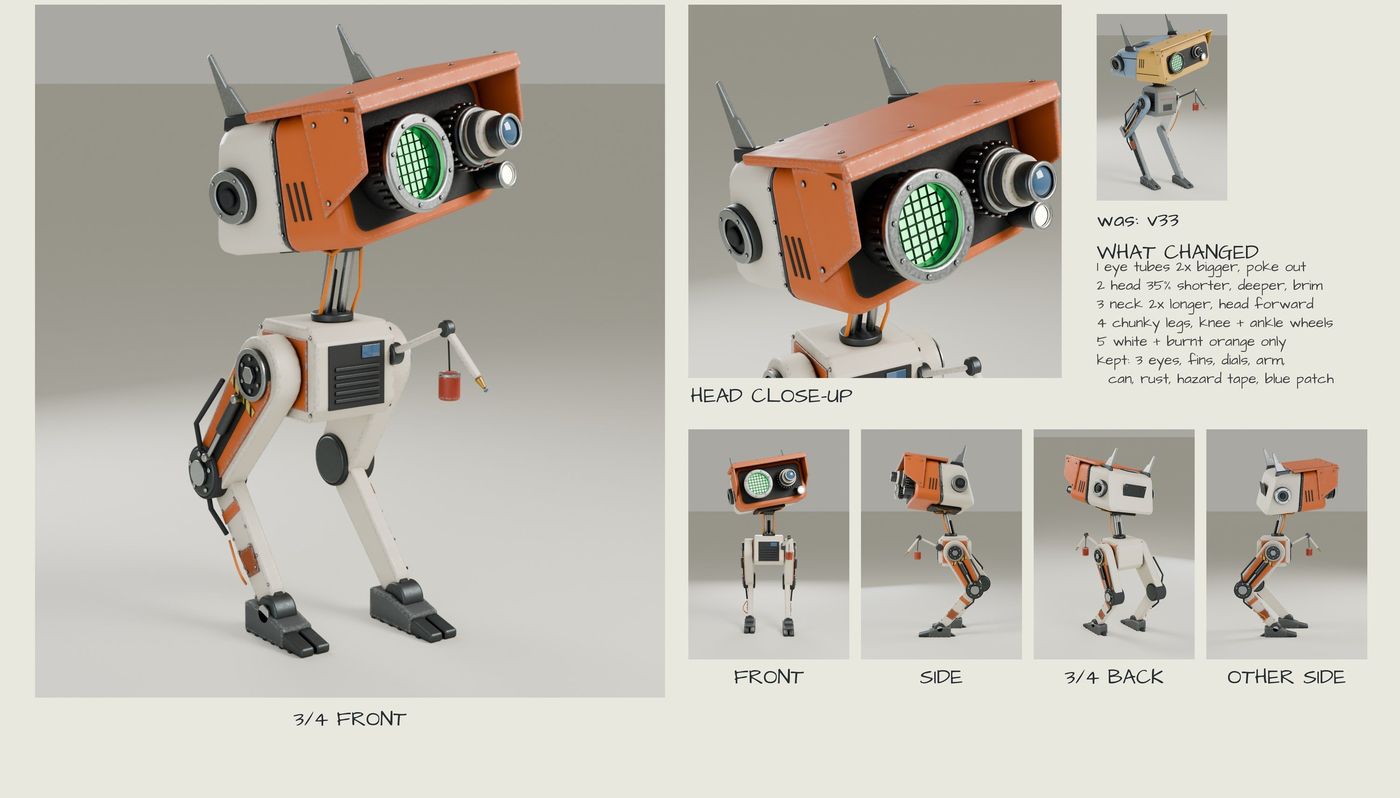 3/4 FRONT
HEAD CLOSE-UP
was: v33
WHAT CHANGED
1 eye tubes 2x bigger, poke out
2 head 35% shorter, deeper, brim
3 neck 2x longer, head forward
4 chunky legs, knee + ankle wheels
5 white + burnt orange only
kept: 3 eyes, fins, dials, arm,
can, rust, hazard tape, blue patch
FRONT
SIDE
3/4 BACK
OTHER SIDE